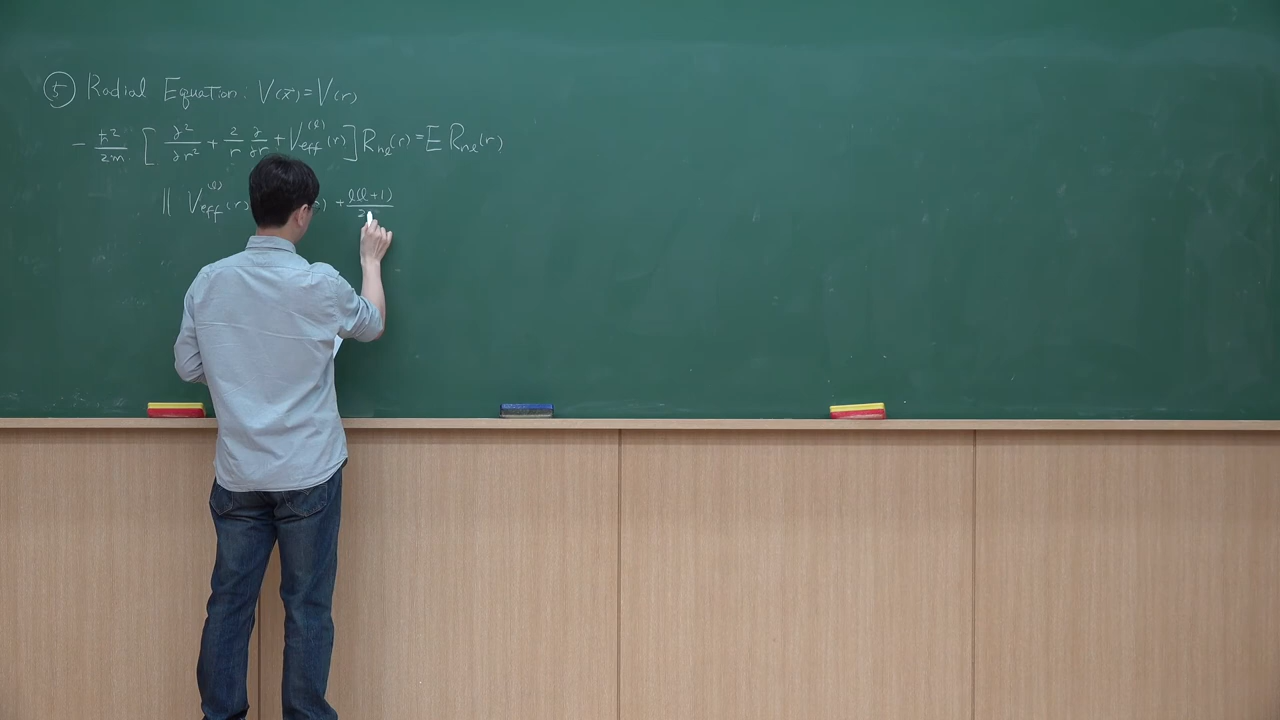 ⑤ Radial Equation. V(x⃗)=V(r)
- ℏ²/2m [ ∂²/∂r² + 2/r ∂/∂r + V_eff^(l)(r) ] R_nl(r) = E R_nl(r)
|| V_eff^(l)(r) ) + l(l+1)/2